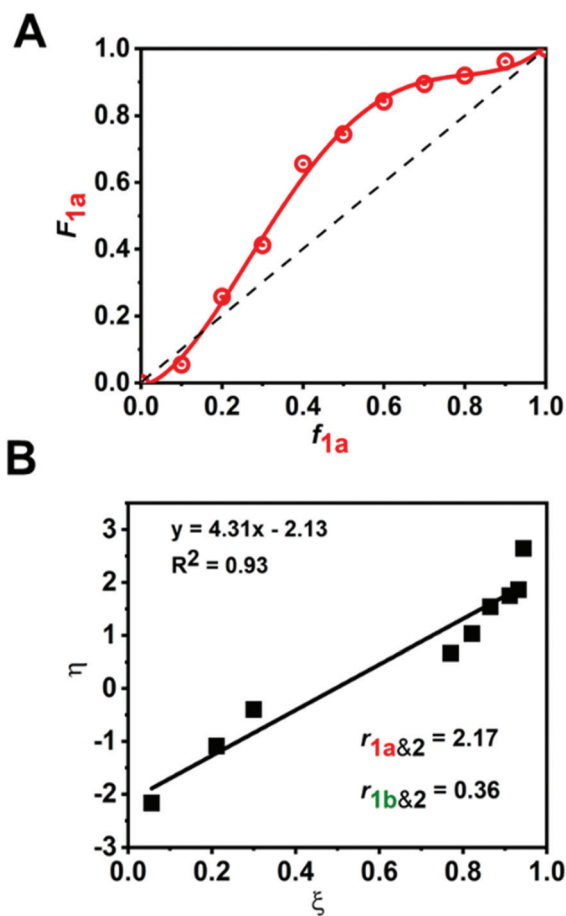 A
1.0
0.8
0.6
0.4
0.2
0.0
F1a
0.0 0.2 0.4 0.6 0.8 1.0
f1a
B
y = 4.31x - 2.13
R2 = 0.93
3
2
1
0
-1
-2
-3
η
r1a&2 = 2.17
r1b&2 = 0.36
0.0 0.2 0.4 0.6 0.8 1.0
ξ